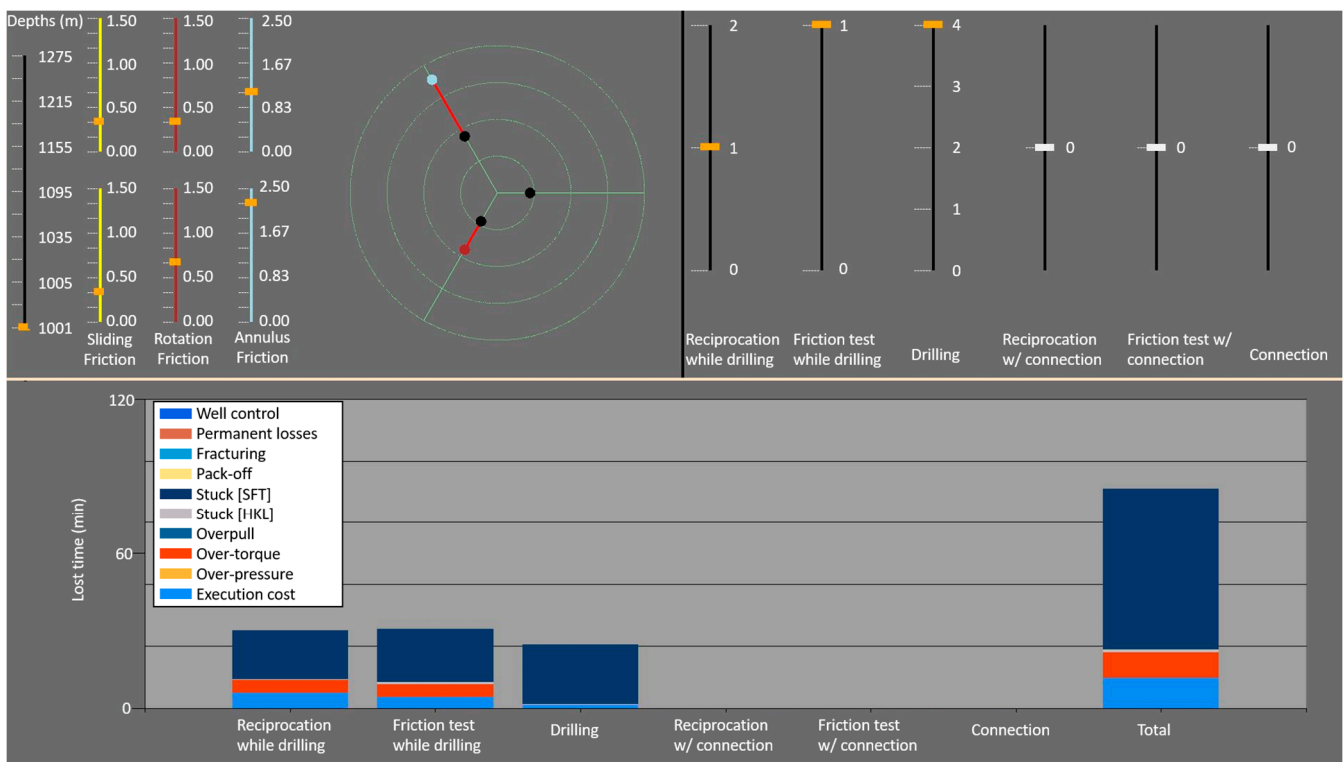 Depths (m)
1275
1215
1155
1095
1035
1005
1001
1.50
1.00
0.50
0.00
1.50
1.00
0.50
0.00
2.50
1.67
0.83
0.00
1.50
1.00
0.50
0.00
1.50
1.00
0.50
0.00
2.50
1.67
0.83
0.00
Sliding
Friction
Rotation
Friction
Annulus
Friction
2
1
0
1
0
4
3
2
1
0
0
0
0
Reciprocation
while drilling
Friction test
while drilling
Drilling
Reciprocation
w/ connection
Friction test w/
connection
Connection
120
60
0
Lost time (min)
Well control
Permanent losses
Fracturing
Pack-off
Stuck [SFT]
Stuck [HKL]
Overpull
Over-torque
Over-pressure
Execution cost
Reciprocation
while drilling
Friction test
while drilling
Drilling
Reciprocation
w/ connection
Friction test
w/ connection
Connection
Total